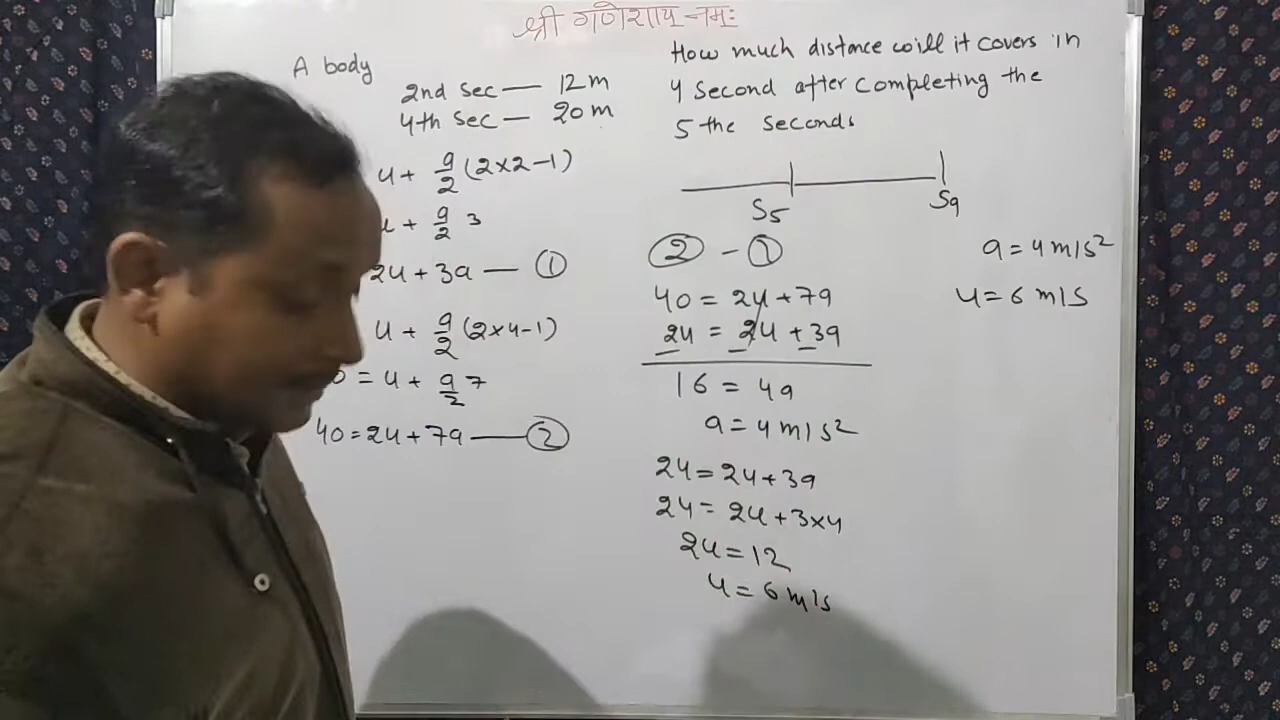 श्री गणेशाय नमः
A body
2nd Sec — 12m
4th Sec — 20m
u + a/2 (2×2-1)
u + a/2 3
2u + 3a — ①
u + a/2 (2×4-1)
= u + a/2 7
40 = 2u + 7a — ②
How much distance will it covers in
4 Second after completing the
5 the seconds
S5 S9
② - ①
40 = 2u + 7a
24 = 2u + 3a
16 = 4a
a = 4 m/s²
24 = 2u + 3a
24 = 2u + 3×4
2u = 12
u = 6 m/s
a = 4 m/s²
u = 6 m/s